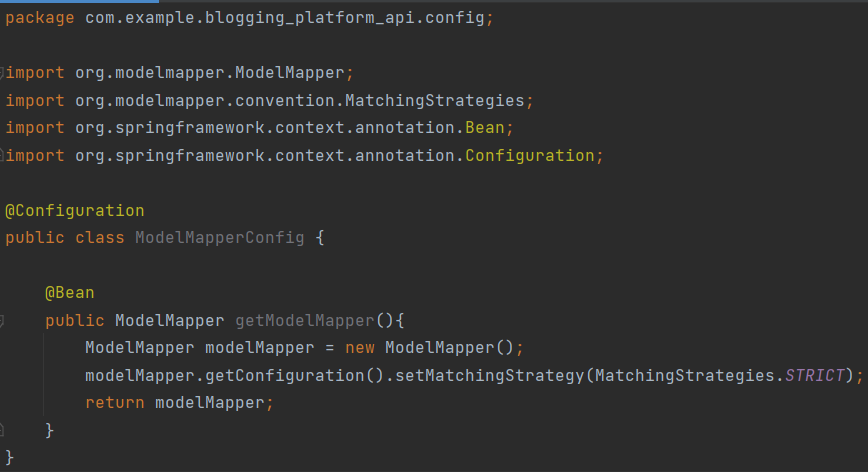 package com.example.blogging_platform_api.config;
import org.modelmapper.ModelMapper;
import org.modelmapper.convention.MatchingStrategies;
import org.springframework.context.annotation.Bean;
import org.springframework.context.annotation.Configuration;
@Configuration
public class ModelMapperConfig {
@Bean
public ModelMapper getModelMapper(){
ModelMapper modelMapper = new ModelMapper();
modelMapper.getConfiguration().setMatchingStrategy(MatchingStrategies.STRICT);
return modelMapper;
}
}